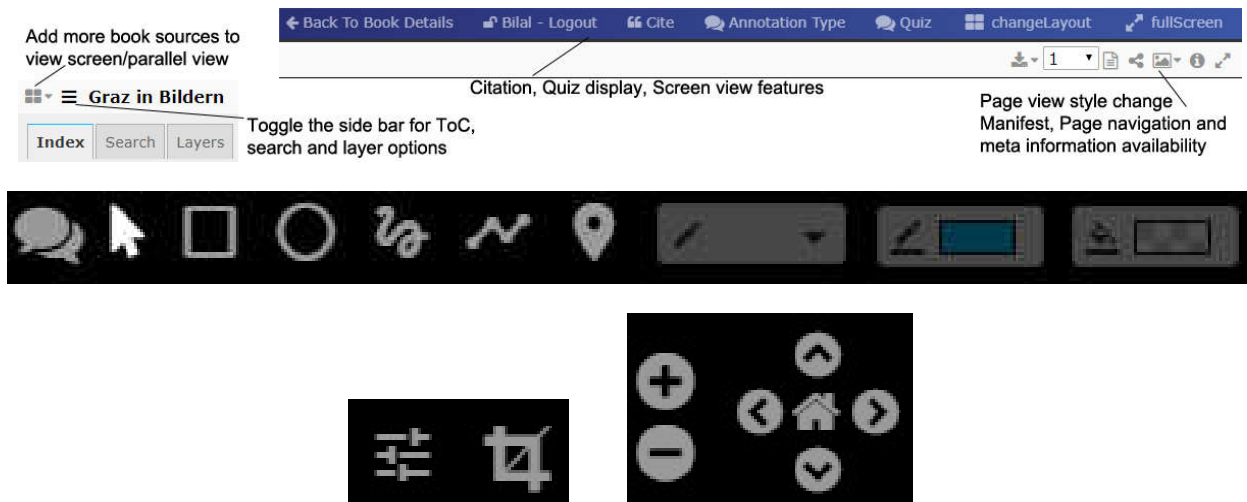 Back To Book Details Bilal - Logout Cite Annotation Type Quiz changeLayout fullScreen
Add more book sources to
view screen/parallel view
1
Citation, Quiz display, Screen view features
Graz in Bildern
Page view style change
Manifest, Page navigation and
meta information availability
Toggle the side bar for ToC,
search and layer options
Index Search Layers